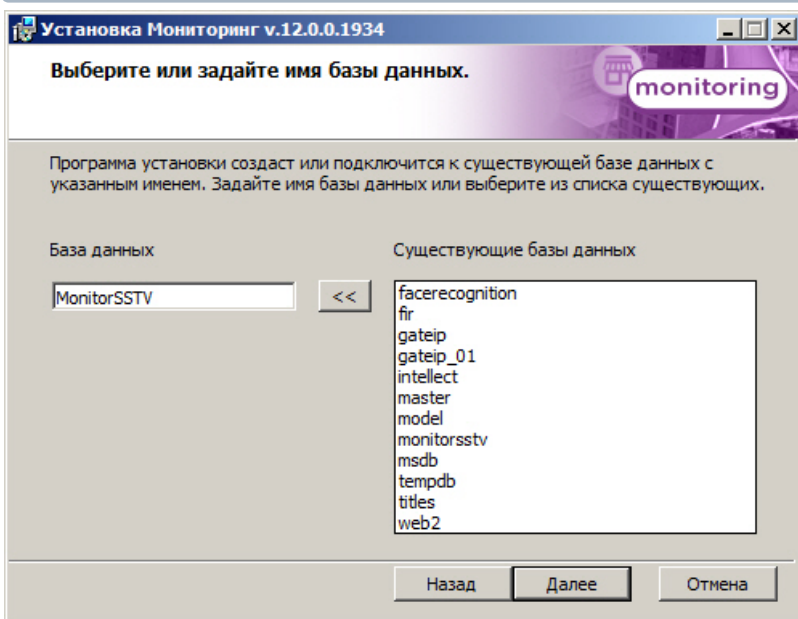 Установка Мониторинг v.12.0.0.1934
Выберите или задайте имя базы данных.
monitoring
Программа установки создаст или подключится к существующей базе данных с
указанным именем. Задайте имя базы данных или выберите из списка существующих.
База данных
Существующие базы данных
MonitorSSTV
<<
facerecognition
fir
gateip
gateip_01
intellect
master
model
monitorsstv
msdb
tempdb
titles
web2
Назад
Далее
Отмена